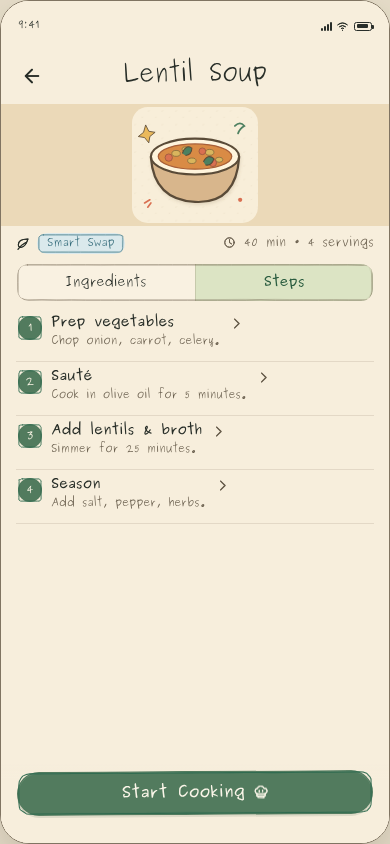 9:41
Lentil Soup
Smart Swap
40 min • 4 servings
Ingredients
Steps
1
Prep vegetables
Chop onion, carrot, celery.
2
Sauté
Cook in olive oil for 5 minutes.
3
Add lentils & broth
Simmer for 25 minutes.
4
Season
Add salt, pepper, herbs.
Start Cooking